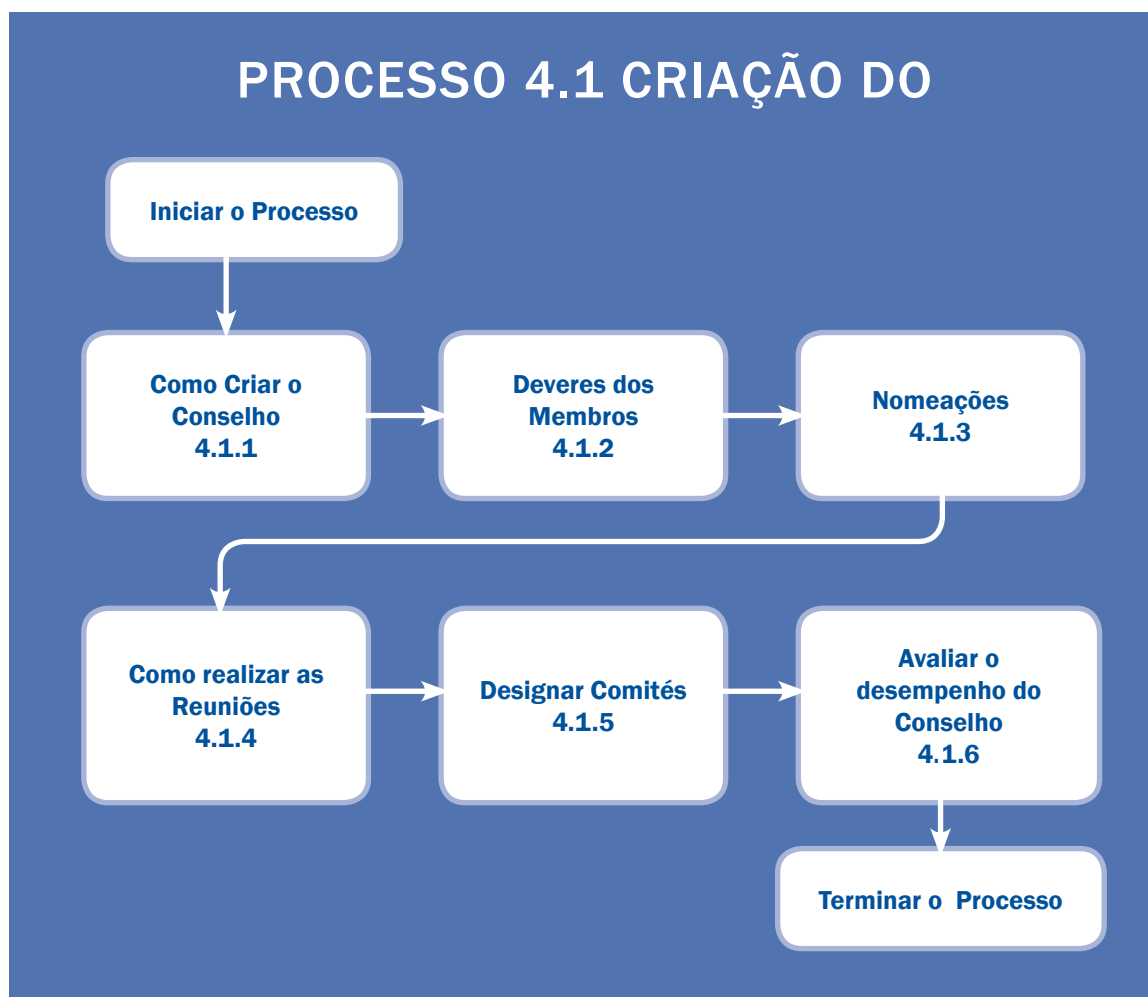 PROCESSO 4.1 CRIAÇÃO DO
Iniciar o Processo
Como Criar o
Conselho
4.1.1
Deveres dos
Membros
4.1.2
Nomeações
4.1.3
Como realizar as
Reuniões
4.1.4
Designar Comités
4.1.5
Avaliar o
desempenho do
Conselho
4.1.6
Terminar o Processo